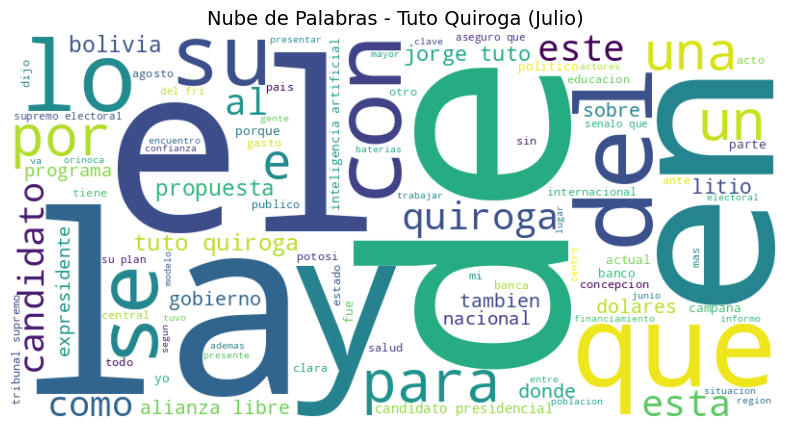 Nube de Palabras - Tuto Quiroga (Julio)
lo
bolivia
dijo
agosto
su
el
inteligencia artificial
con
clave
mayor
aseguro que
presentar
jorge tuto
otro
politico
actores
este
educacion
una
acto
supremo electoral
del fri
pais
al
porque
gente
por
encuentro
confianza
gasto
e
va
orinoca
programa
tiene
propuesta
publico
baterias
trabajar
de
sin
senalo que
sobre
del
un
parte
en
internacional
ante
litio
electoral
candidato
expresidente
la
se
tuto quiroga
quiroga
lugar
su plan
modelo
potosi
estado
y
mi
tambien
banca
nacional
centro
actual
banco
concepcion
mas
gobierno
central
tuvo
segun
fue
junio
dolares
campaña
financiamiento
informo
que
tribunal supremo
todo
ademas
presente
yo
clara
salud
para
entre
donde
poblacion
situacion
region
como
alianza libre
candidato presidencial
esta